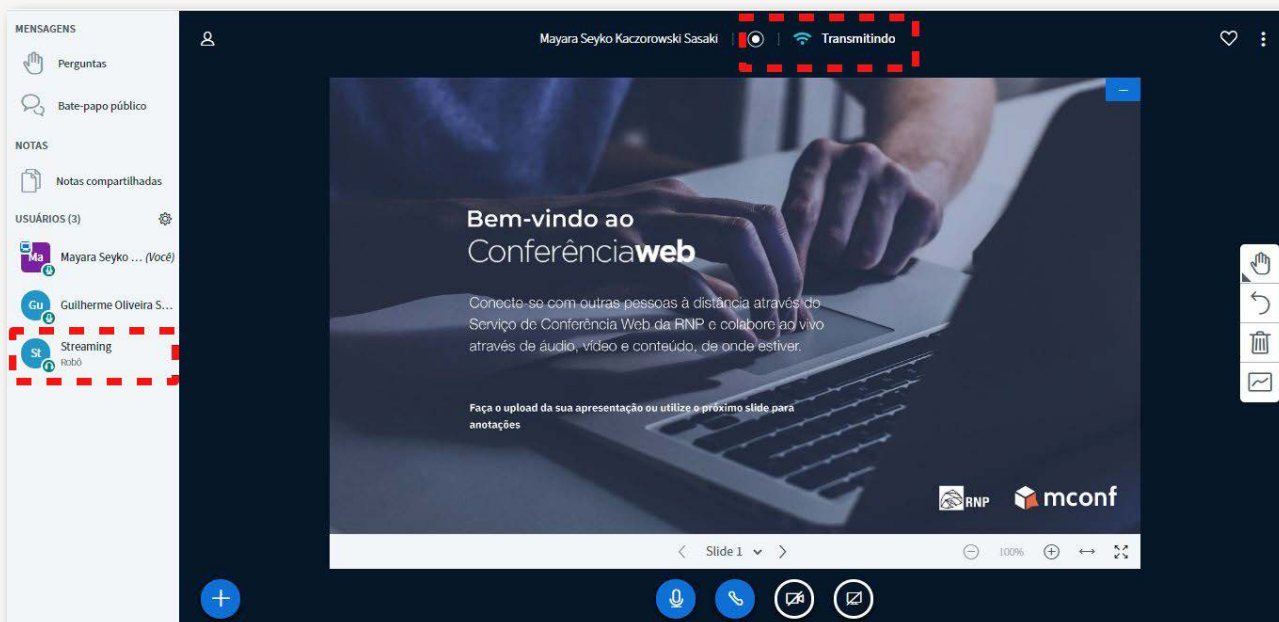 MENSAGENS
Perguntas
Bate-papo público
NOTAS
Notas compartilhadas
USUÁRIOS (3)
Ma
Mayara Seyko ... (Você)
Gu
Guilherme Oliveira S...
St
Streaming
Robô
Mayara Seyko Kaczorowski Sasaki
Transmitindo
Bem-vindo ao
Conferênciaweb
Conecte-se com outras pessoas à distância através do
Serviço de Conferência Web da RNP e colabore ao vivo
através de áudio, vídeo e conteúdo, de onde estiver.
Faça o upload da sua apresentação ou utilize o próximo slide para
anotações
RNP
mconf
Slide 1
100%